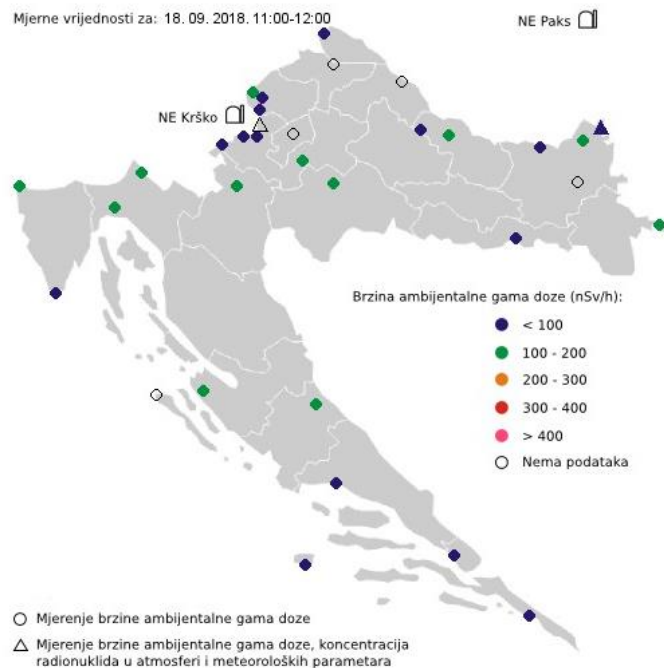 Mjerne vrijednosti za: 18. 09. 2018. 11:00-12:00
NE Paks
NE Krško
Brzina ambijentalne gama doze (nSv/h):
< 100
100 - 200
200 - 300
300 - 400
> 400
Nema podataka
Mjerenje brzine ambijentalne gama doze
Mjerenje brzine ambijentalne gama doze, koncentracija
radionuklida u atmosferi i meteoroloških parametara